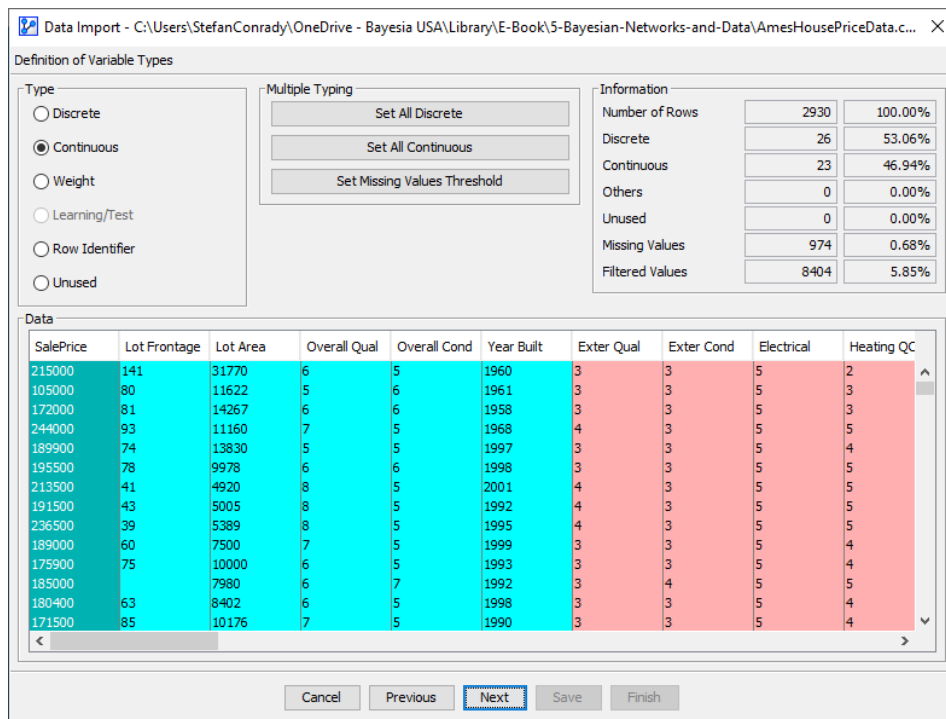 Data Import - C:\Users\StefanConrady\OneDrive - Bayesia USA\Library\E-Book\5-Bayesian-Networks-and-Data\AmesHousePriceData.c...
Definition of Variable Types
Type
Discrete
Continuous
Weight
Learning/Test
Row Identifier
Unused
Multiple Typing
Set All Discrete
Set All Continuous
Set Missing Values Threshold
Information
Number of Rows 2930 100.00%
Discrete 26 53.06%
Continuous 23 46.94%
Others 0 0.00%
Unused 0 0.00%
Missing Values 974 0.68%
Filtered Values 8404 5.85%
Data
SalePrice Lot Frontage Lot Area Overall Qual Overall Cond Year Built Exter Qual Exter Cond Electrical Heating QC
215000 141 31770 6 5 1960 3 3 5 2
105000 80 11622 5 6 1961 3 3 5 3
172000 81 14267 6 6 1958 3 3 5 3
244000 93 11160 7 5 1968 4 3 5 5
189900 74 13830 5 5 1997 3 3 5 4
195500 78 9978 6 6 1998 3 3 5 5
213500 41 4920 8 5 2001 4 3 5 5
191500 43 5005 8 5 1992 4 3 5 5
236500 39 5389 8 5 1995 4 3 5 5
189000 60 7500 7 5 1999 3 3 5 4
175900 75 10000 6 5 1993 3 3 5 4
185000 7980 6 7 1992 3 4 5 5
180400 63 8402 6 5 1998 3 3 5 4
171500 85 10176 7 5 1990 3 3 5 4
Cancel Previous Next Save Finish